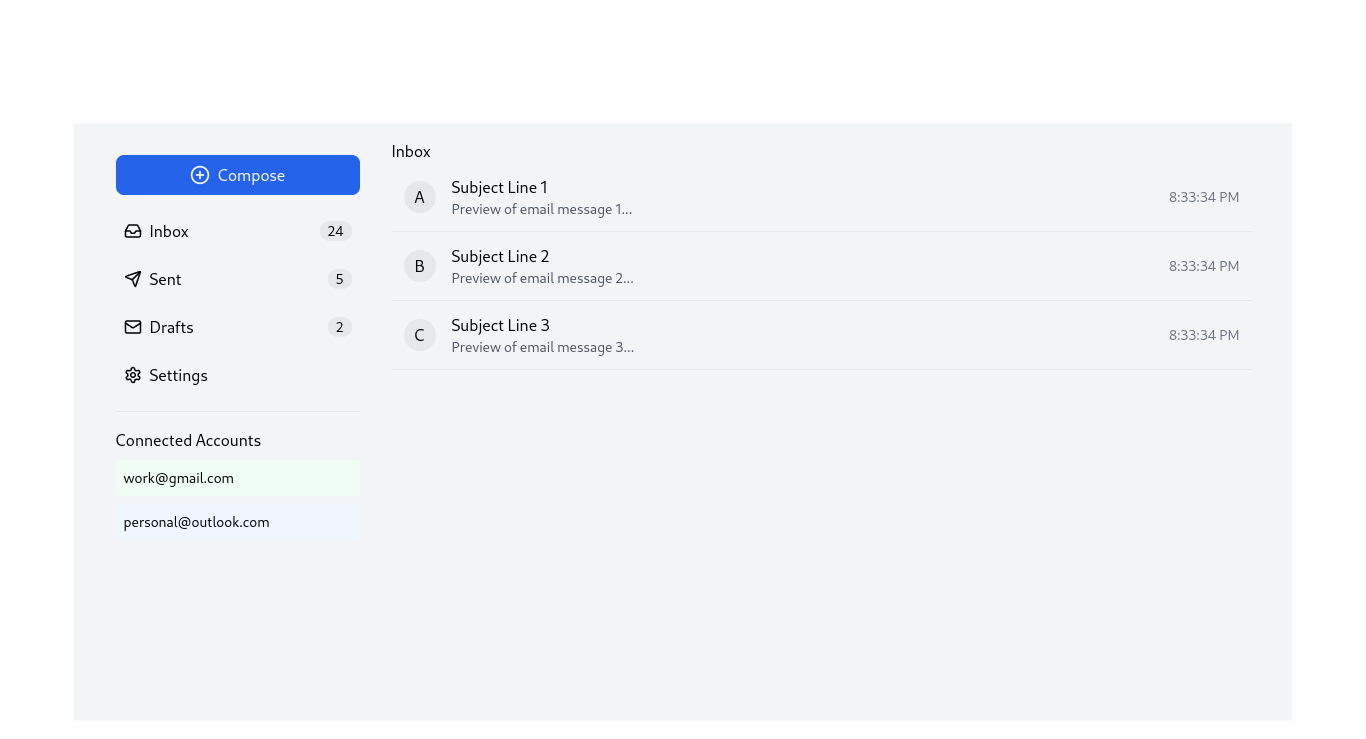 Compose
Inbox 24
Sent 5
Drafts 2
Settings
Connected Accounts
work@gmail.com
personal@outlook.com
Inbox
A
Subject Line 1
Preview of email message 1...
8:33:34 PM
B
Subject Line 2
Preview of email message 2...
8:33:34 PM
C
Subject Line 3
Preview of email message 3...
8:33:34 PM